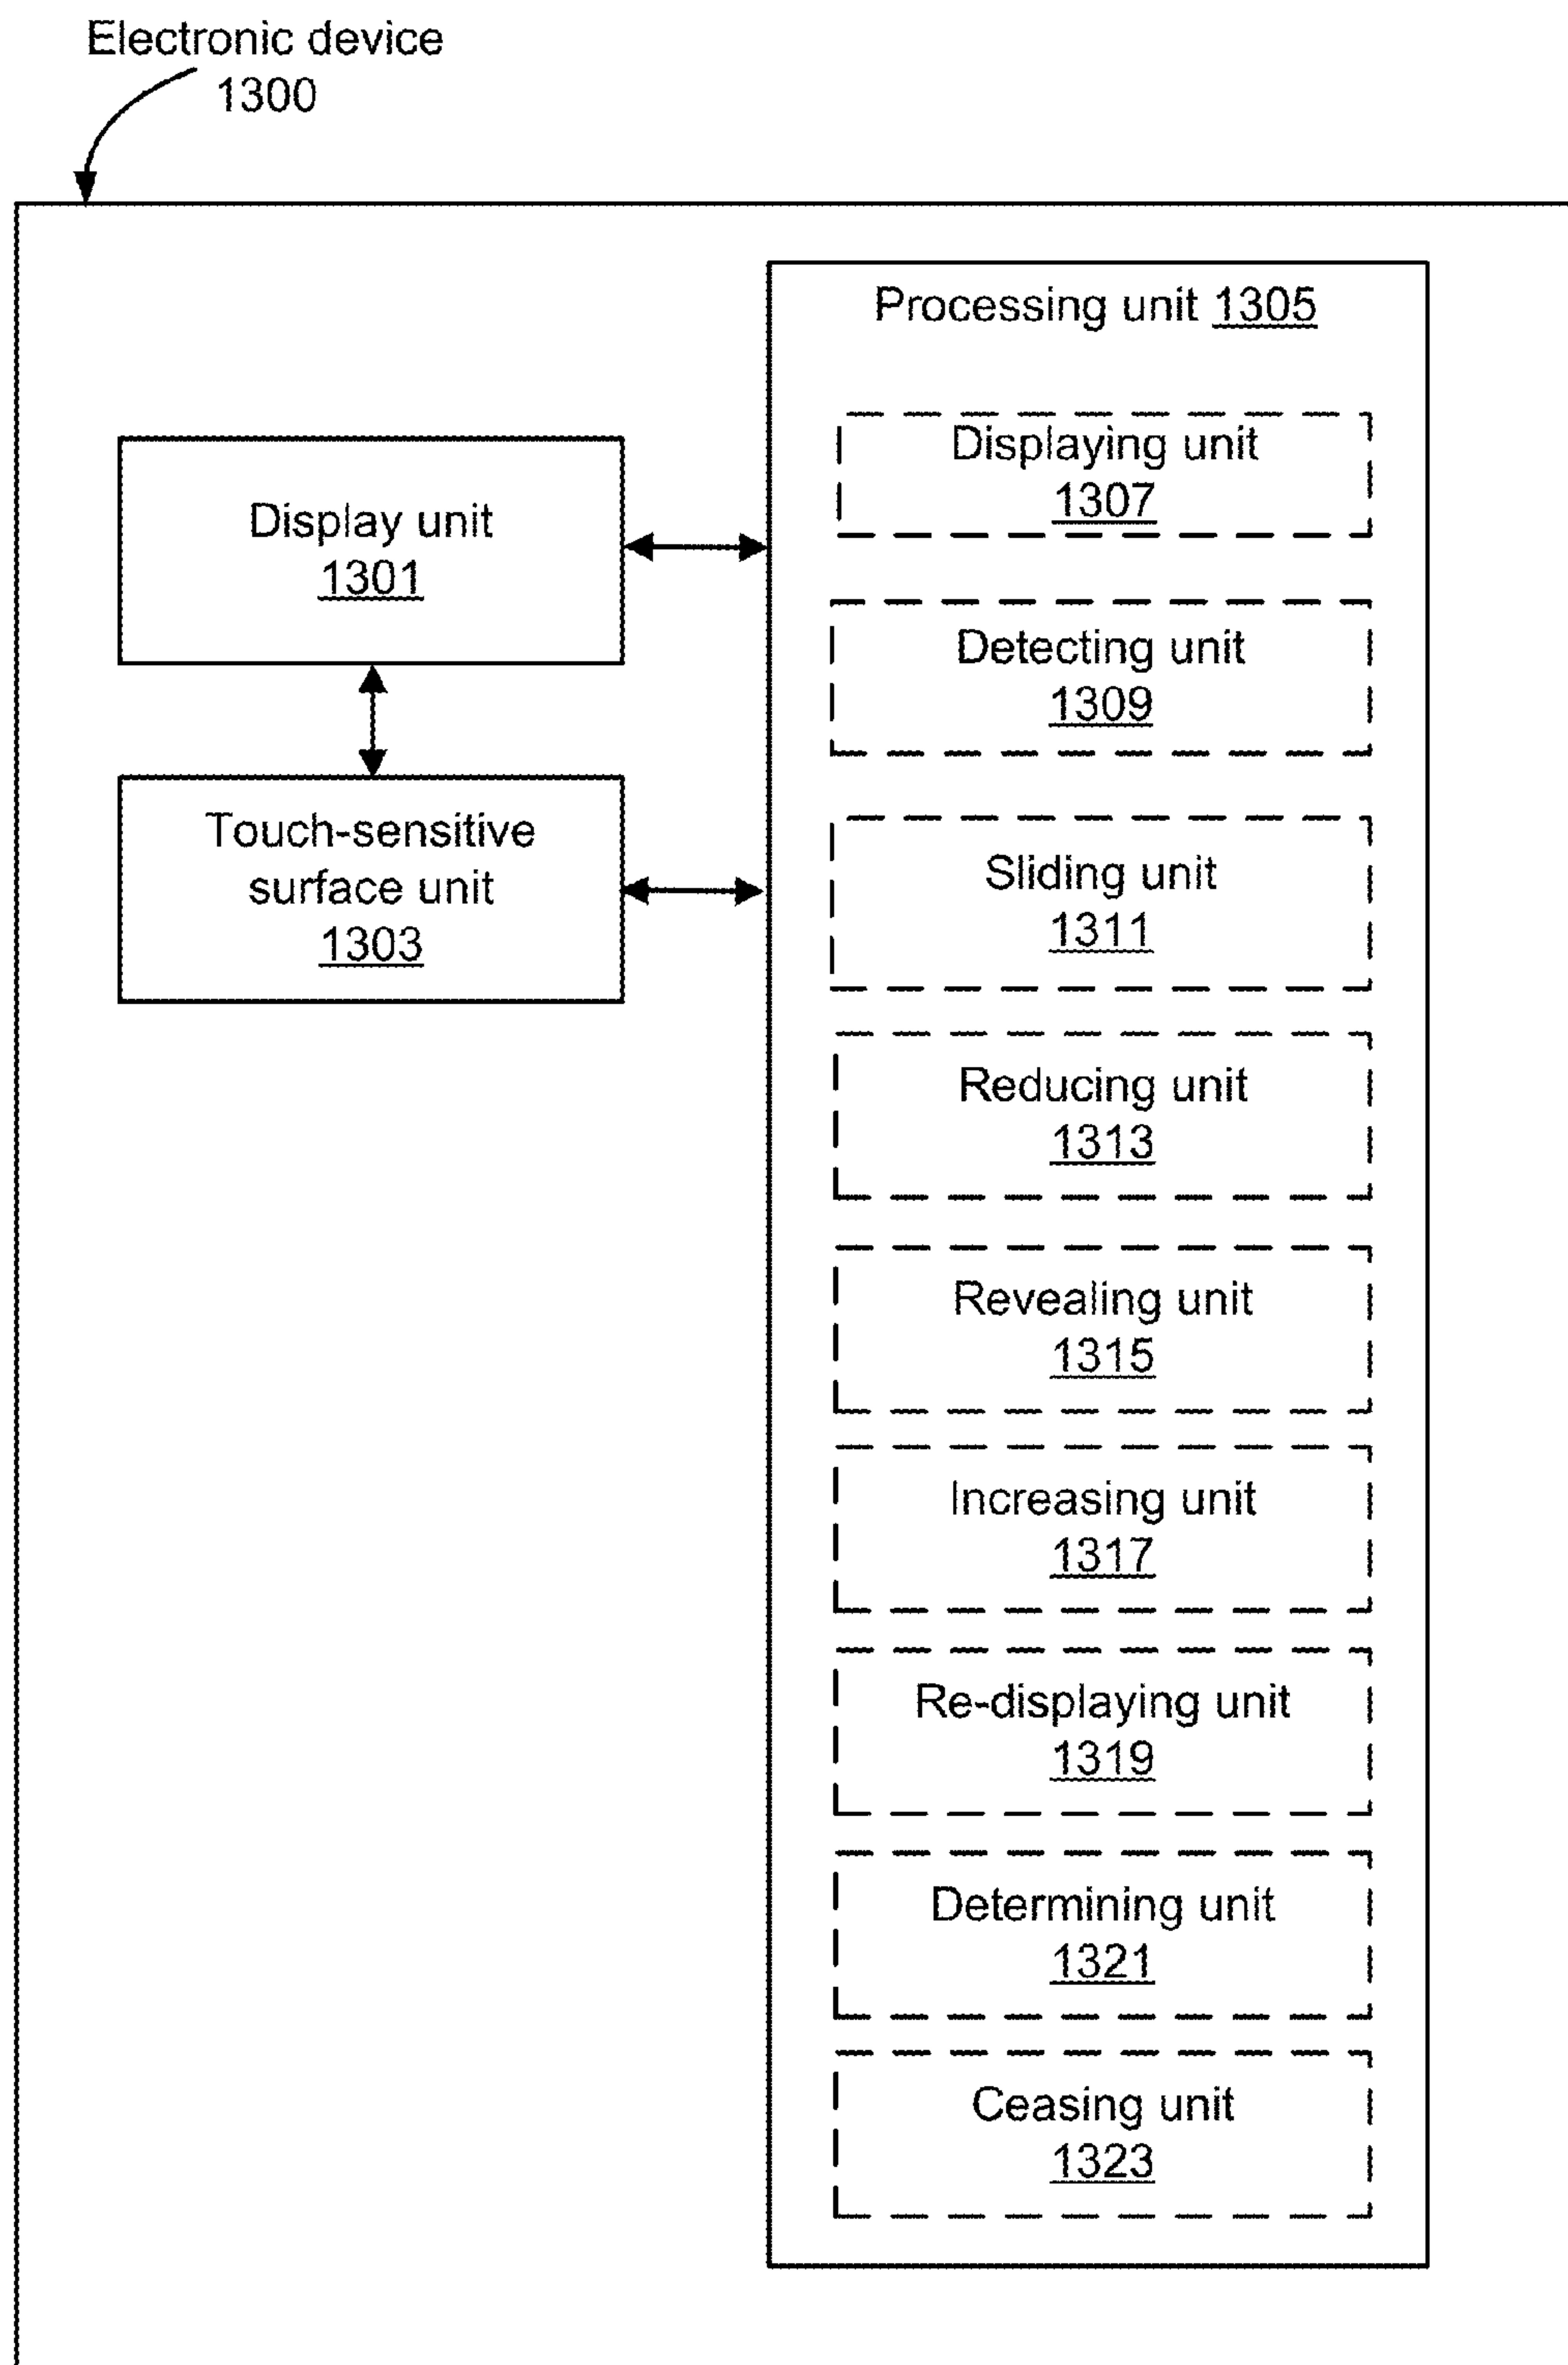 Electronic device
1300
Processing unit 1305
Display unit
1301
Touch-sensitive
surface unit
1303
Displaying unit
1307
Detecting unit
1309
Sliding unit
1311
Reducing unit
1313
Revealing unit
1315
Increasing unit
1317
Re-displaying unit
1319
Determining unit
1321
Ceasing unit
1323